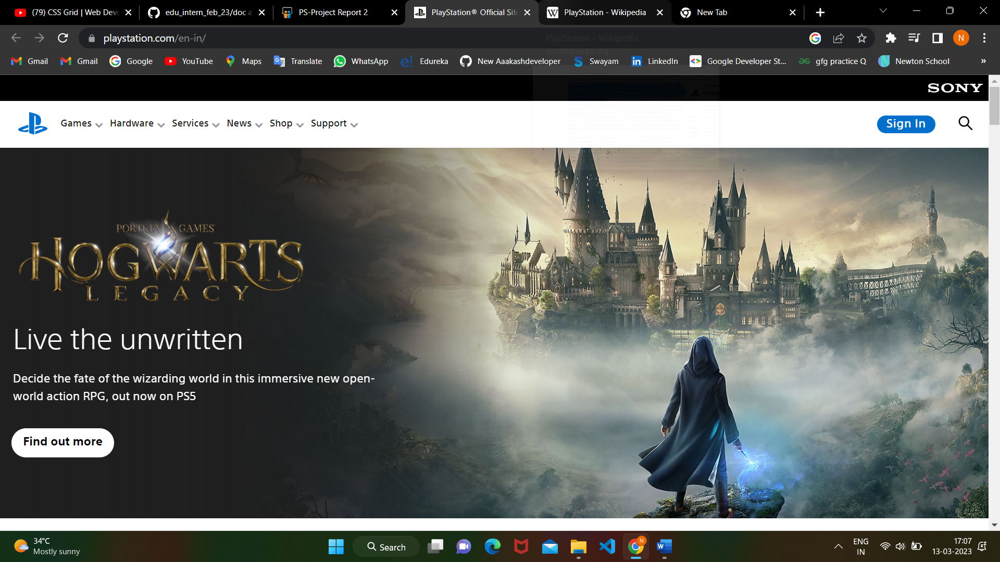 (79) CSS Grid | Web Deve
edu_intern_feb_23/doc a
PS-Project Report 2
PlayStation® Official Sit
PlayStation - Wikipedia
New Tab
playstation.com/en-in/
PlayStation - Wikipedia
en.wikipedia.org
N
Gmail
Gmail
Google
YouTube
Maps
Translate
WhatsApp
Edureka
New Aaakashdeveloper
Swayam
LinkedIn
Google Developer St...
gfg practice Q
Newton School
»
SONY
Games
Hardware
Services
News
Shop
Support
Sign In
PORTKEY GAMES
HOGWARTS
LEGACY
Live the unwritten
Decide the fate of the wizarding world in this immersive new open-
world action RPG, out now on PS5
Find out more
34°C
Mostly sunny
Search
N
ENG
IN
17:07
13-03-2023